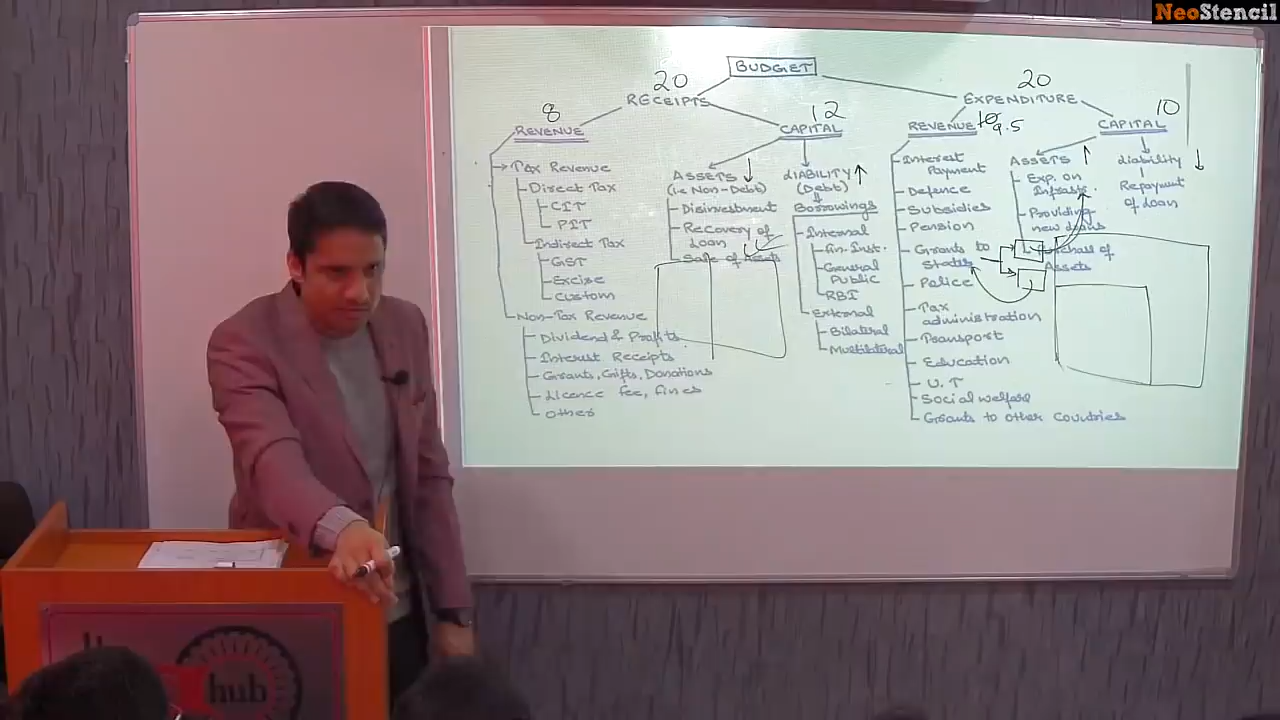 NeoStencil
BUDGET
20
RECEIPTS
8
REVENUE
Tax Revenue
Direct Tax
CIT
PIT
Indirect Tax
GST
Excise
Custom
Non-Tax Revenue
Dividend & Profits
Interest Receipts
Grants, Gifts, Donations
Licence fee, fines
Other
12
CAPITAL
ASSETS ↓
(i.e Non-Debt)
Disinvestment
Recovery of
Loan
Sale of Assets
LIABILITY ↑
(Debt)
Borrowings
Internal
Fin. Inst.
General
Public
RBI
External
Bilateral
Multilateral
20
EXPENDITURE
REVENUE
9.5
Interest
Payment
Defence
Subsidies
Pension
Grants to
States
Police
Tax
administration
Transport
Education
U.T
Social welfare
Grants to other Countries
10
CAPITAL
ASSETS ↑
Exp. on
Infrastr.
Providing
new loans
Purchase of
Assets
Liability ↓
Repayment
of Loan
hub